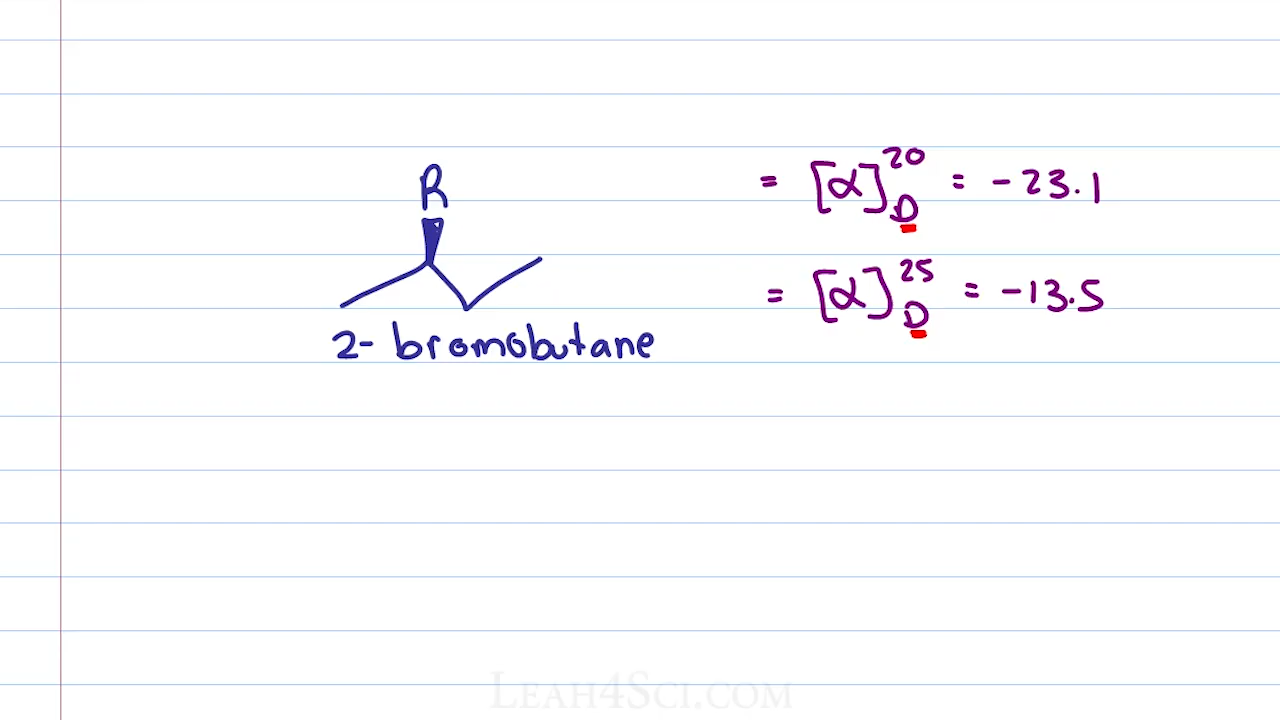 R
2- bromobutane
= [α]²⁰D = -23.1
= [α]²⁵D = -13.5
LEAH4SCI.COM